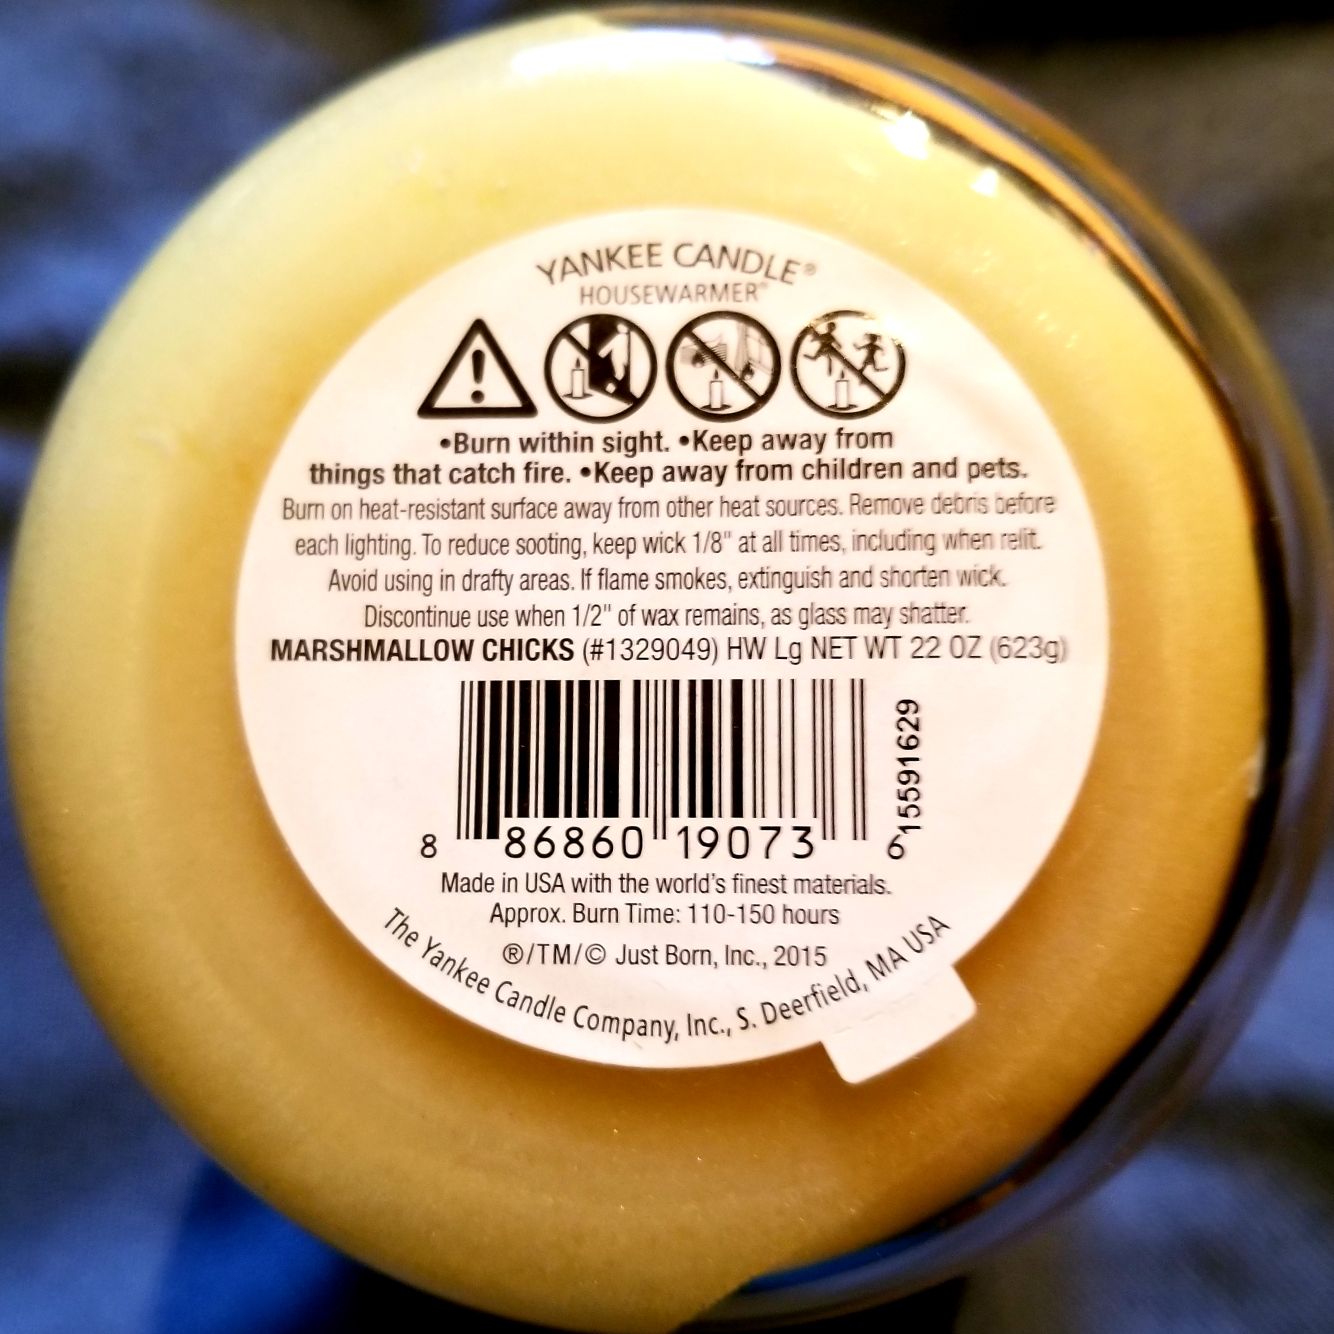 YANKEE CANDLE®
HOUSEWARMER®
•Burn within sight. •Keep away from
things that catch fire. •Keep away from children and pets.
Burn on heat-resistant surface away from other heat sources. Remove debris before
each lighting. To reduce sooting, keep wick 1/8" at all times, including when relit.
Avoid using in drafty areas. If flame smokes, extinguish and shorten wick.
Discontinue use when 1/2" of wax remains, as glass may shatter.
MARSHMALLOW CHICKS (#1329049) HW Lg NET WT 22 OZ (623g)
8 86860 19073 6
15591629
Made in USA with the world's finest materials.
Approx. Burn Time: 110-150 hours
®/TM/© Just Born, Inc., 2015
The Yankee Candle Company, Inc., S. Deerfield, MA USA